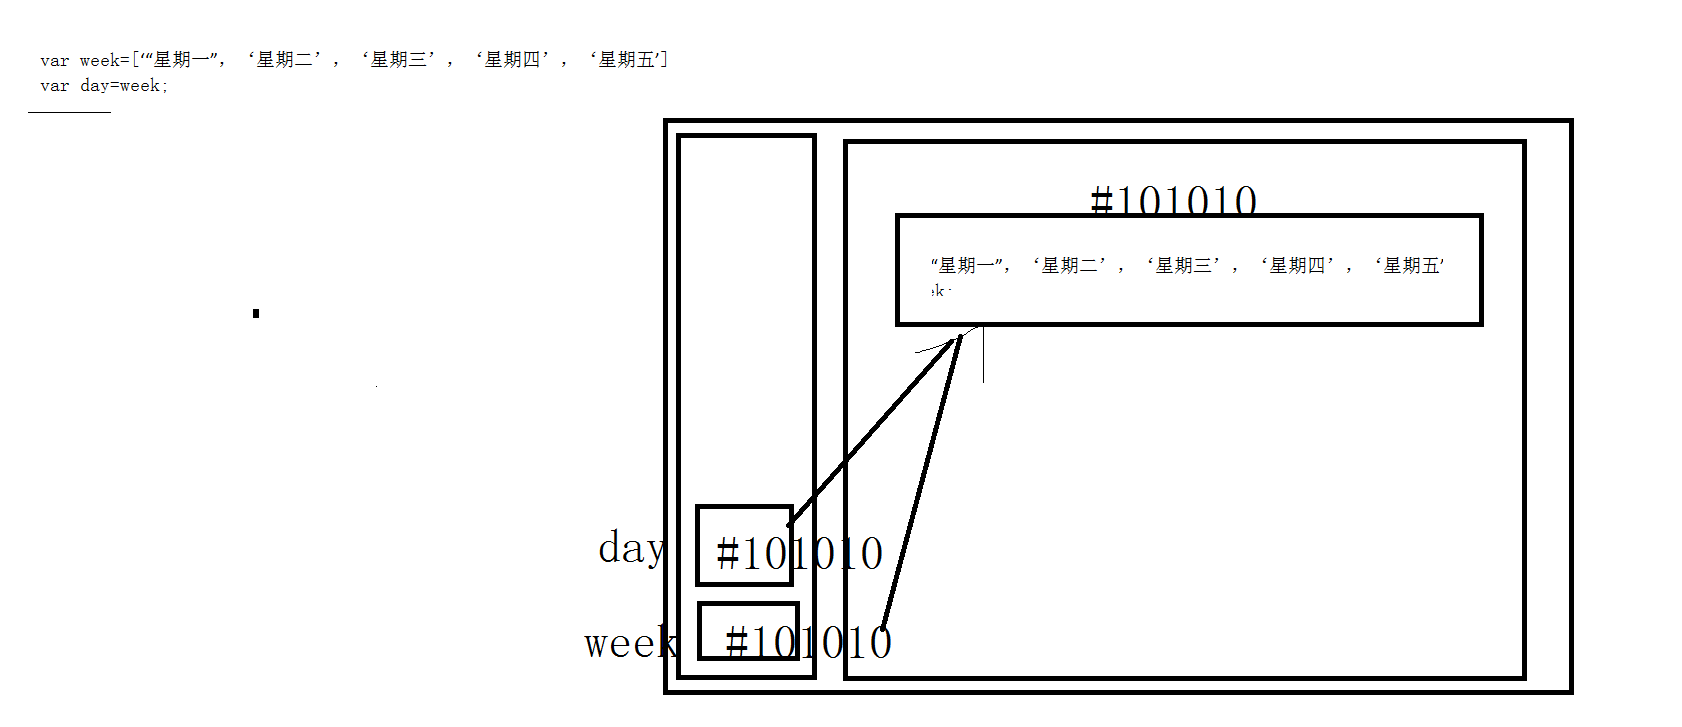 var week=['“星期一”, ‘星期二’, ‘星期三’, ‘星期四’, ‘星期五’]
var day=week;
#101010
“星期一”, ‘星期二’, ‘星期三’, ‘星期四’, ‘星期五’
ek;
day #101010
week #101010